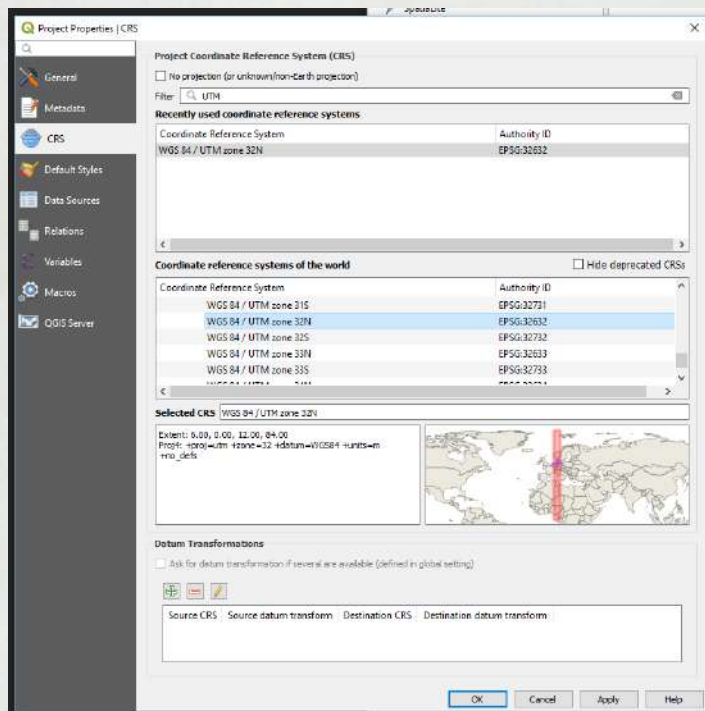 SpatiaLite
Project Properties | CRS
General
Metadata
CRS
Default Styles
Data Sources
Relations
Variables
Macros
QGIS Server
Project Coordinate Reference System (CRS)
No projection (or unknown/non-Earth projection)
Filter UTM
Recently used coordinate reference systems
Coordinate Reference System Authority ID
WGS 84 / UTM zone 32N EPSG:32632
Coordinate reference systems of the world Hide deprecated CRSs
Coordinate Reference System Authority ID
WGS 84 / UTM zone 31S EPSG:32731
WGS 84 / UTM zone 32N EPSG:32632
WGS 84 / UTM zone 32S EPSG:32732
WGS 84 / UTM zone 33N EPSG:32633
WGS 84 / UTM zone 33S EPSG:32733
Selected CRS WGS 84 / UTM zone 32N
Extent: 6.00, 0.00, 12.00, 84.00
Proj4: +proj=utm +zone=32 +datum=WGS84 +units=m
+no_defs
Datum Transformations
Ask for datum transformation if several are available (defined in global setting)
Source CRS Source datum transform Destination CRS Destination datum transform
OK Cancel Apply Help